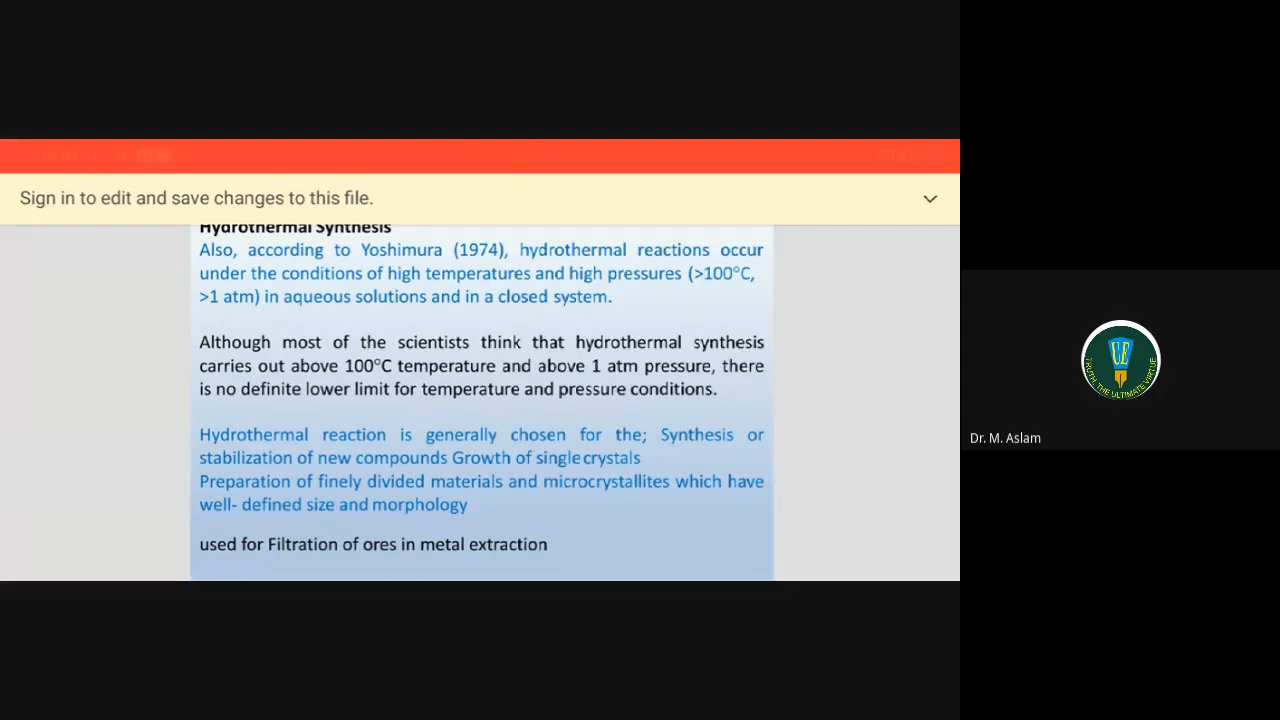 Sign in to edit and save changes to this file.
Hydrothermal Synthesis
Also, according to Yoshimura (1974), hydrothermal reactions occur
under the conditions of high temperatures and high pressures (>100°C,
>1 atm) in aqueous solutions and in a closed system.
Although most of the scientists think that hydrothermal synthesis
carries out above 100°C temperature and above 1 atm pressure, there
is no definite lower limit for temperature and pressure conditions.
Hydrothermal reaction is generally chosen for the; Synthesis or
stabilization of new compounds Growth of single crystals
Preparation of finely divided materials and microcrystallites which have
well- defined size and morphology
used for Filtration of ores in metal extraction
UE
TRUTH, THE ULTIMATE VIRTUE
Dr. M. Aslam